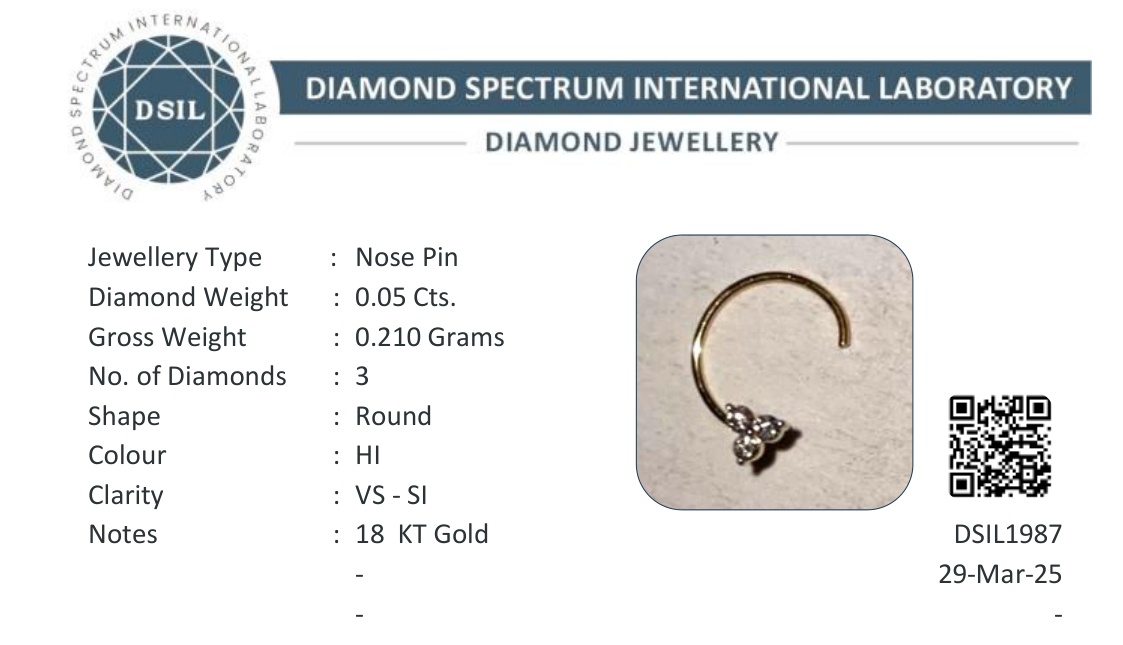 DIAMOND SPECTRUM INTERNATIONAL LABORATORY
DSIL
DIAMOND SPECTRUM INTERNATIONAL LABORATORY
DIAMOND JEWELLERY
Jewellery Type : Nose Pin
Diamond Weight : 0.05 Cts.
Gross Weight : 0.210 Grams
No. of Diamonds : 3
Shape : Round
Colour : HI
Clarity : VS - SI
Notes : 18 KT Gold
-
-
DSIL1987
29-Mar-25
-